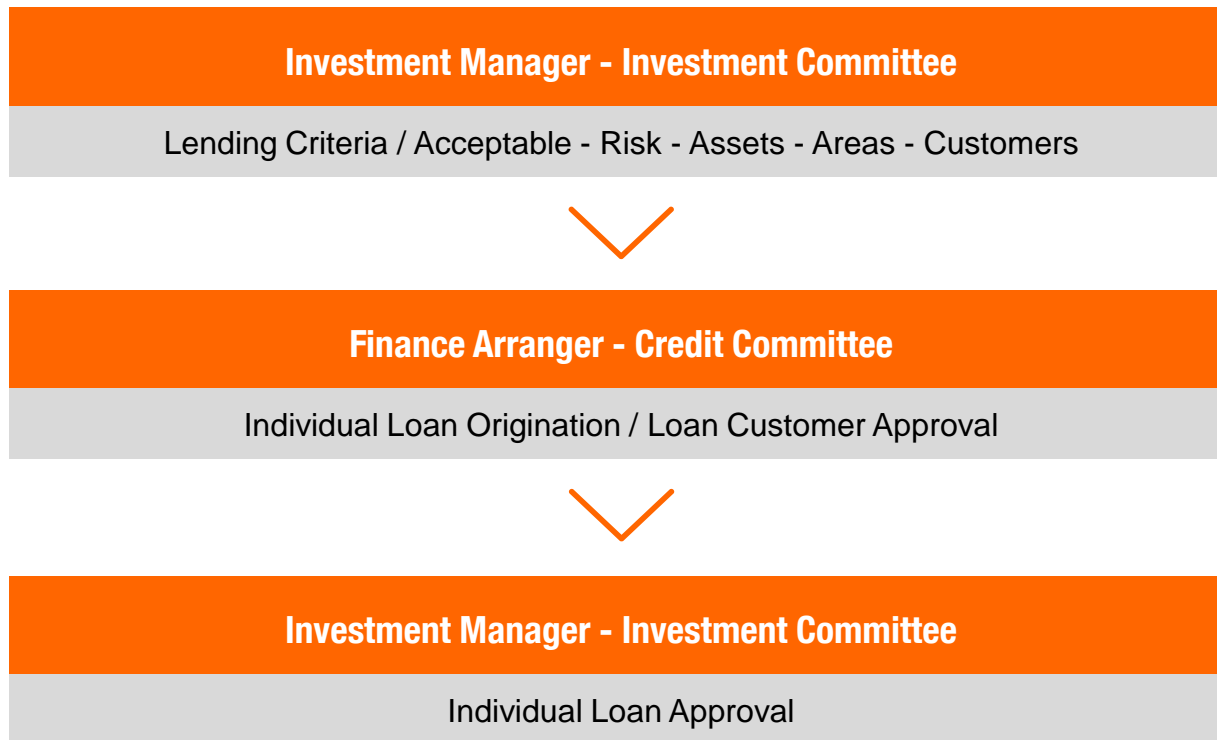 Investment Manager - Investment Committee
Lending Criteria / Acceptable - Risk - Assets - Areas - Customers
Finance Arranger - Credit Committee
Individual Loan Origination / Loan Customer Approval
Investment Manager - Investment Committee
Individual Loan Approval